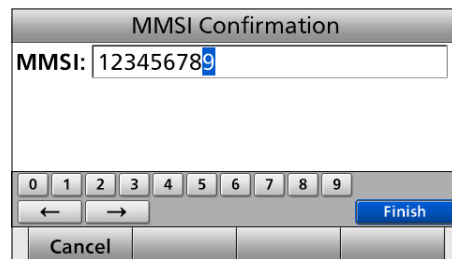 MMSI Confirmation
MMSI: 123456789
0 1 2 3 4 5 6 7 8 9
← → Finish
Cancel